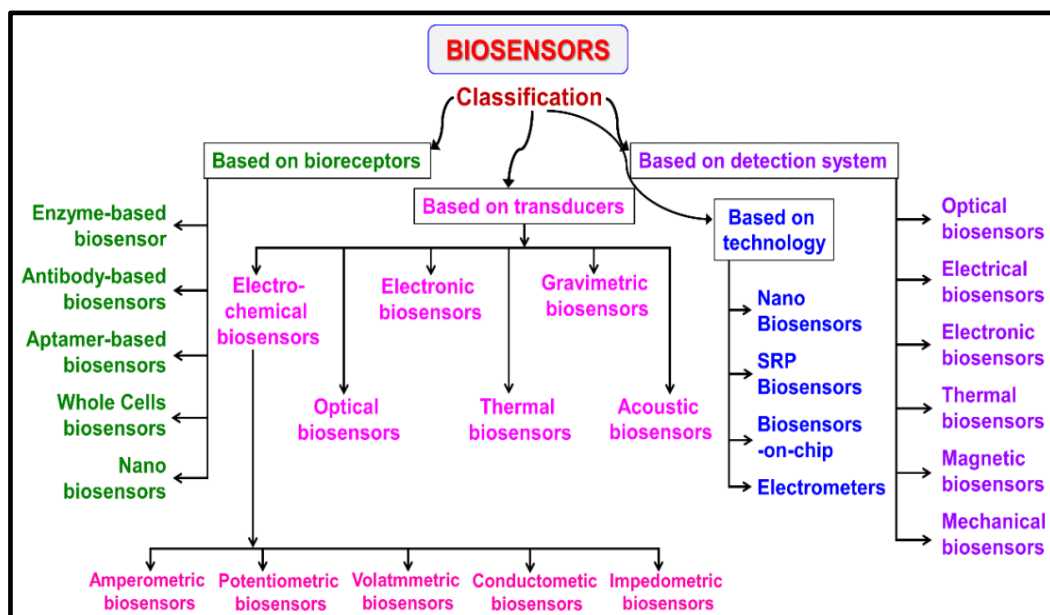 BIOSENSORS
Classification
Based on bioreceptors
Enzyme-based
biosensor
Antibody-based
biosensors
Aptamer-based
biosensors
Whole Cells
biosensors
Nano
biosensors
Based on transducers
Electro-
chemical
biosensors
Electronic
biosensors
Gravimetric
biosensors
Optical
biosensors
Thermal
biosensors
Acoustic
biosensors
Amperometric
biosensors
Potentiometric
biosensors
Volatmmetric
biosensors
Conductometic
biosensors
Impedometric
biosensors
Based on
technology
Nano
Biosensors
SRP
Biosensors
Biosensors
-on-chip
Electrometers
Based on detection system
Optical
biosensors
Electrical
biosensors
Electronic
biosensors
Thermal
biosensors
Magnetic
biosensors
Mechanical
biosensors